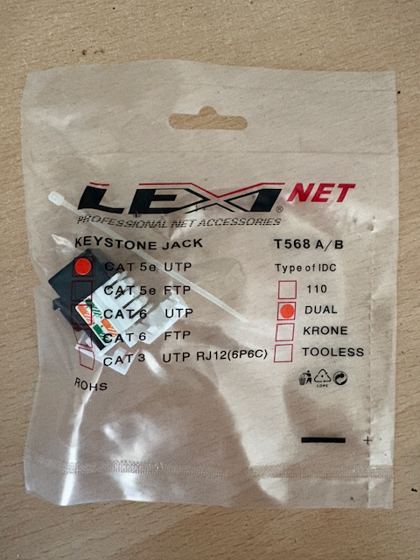 LEXI NET
®
PROFESSIONAL NET ACCESSORIES
KEYSTONE JACK
CAT 5e UTP
CAT 5e FTP
CAT 6 UTP
CAT 6 FTP
CAT 3 UTP RJ12(6P6C)
ROHS
T568 A/B
Type of IDC
110
DUAL
KRONE
TOOLESS
LDPE